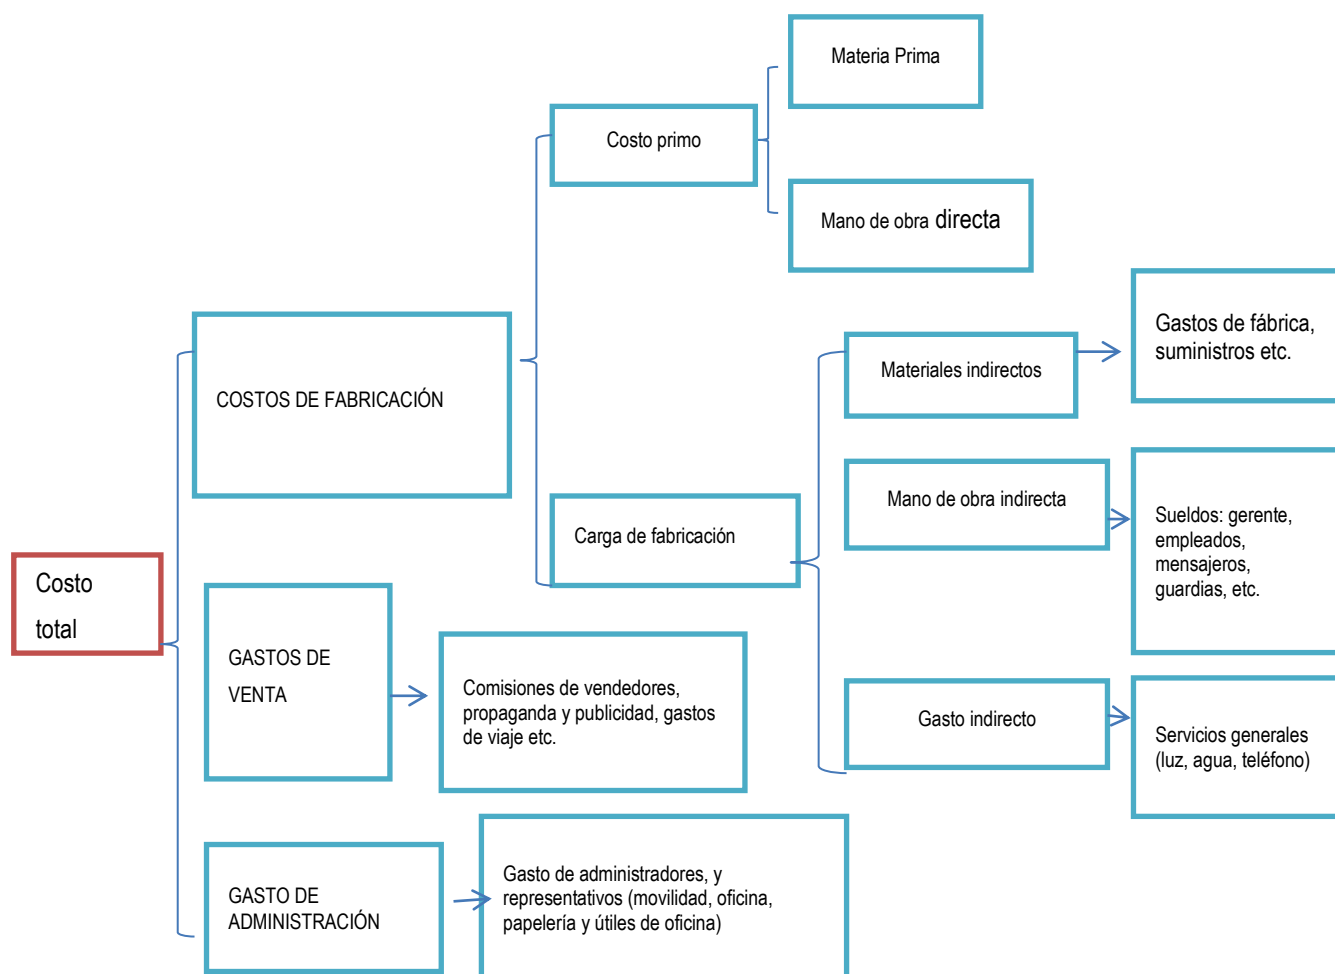 Materia Prima
Costo primo
Mano de obra directa
Gastos de fábrica,
suministros etc.
Materiales indirectos
COSTOS DE FABRICACIÓN
Mano de obra indirecta
Sueldos: gerente,
empleados,
mensajeros,
guardias, etc.
Carga de fabricación
Costo
total
GASTOS DE
VENTA
Comisiones de vendedores,
propaganda y publicidad, gastos
de viaje etc.
Gasto indirecto
Servicios generales
(luz, agua, teléfono)
GASTO DE
ADMINISTRACIÓN
Gasto de administradores, y
representativos (movilidad, oficina,
papelería y útiles de oficina)